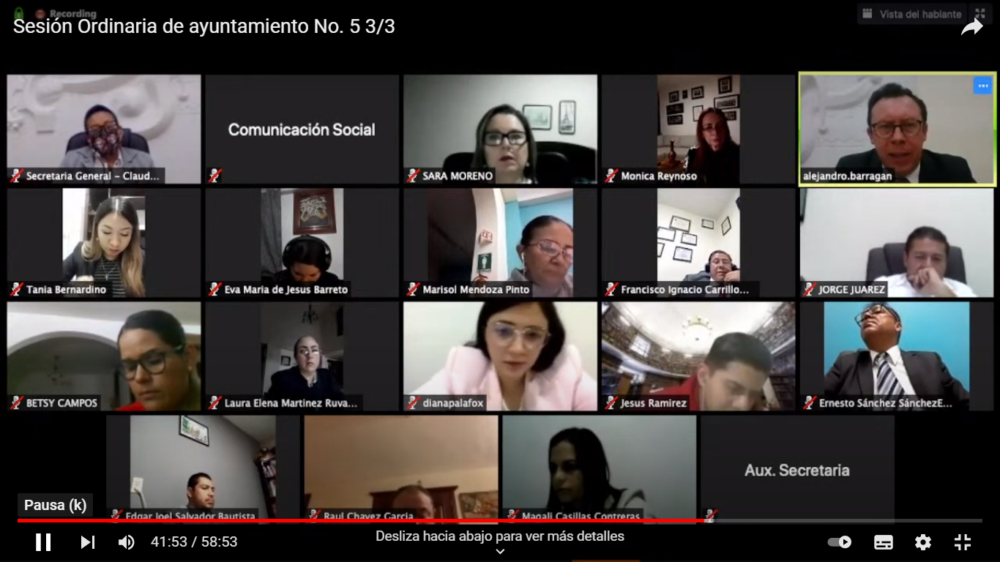 Recording
Vista del hablante
Sesión Ordinaria de ayuntamiento No. 5 3/3
Secretaria General – Claud...
Comunicación Social
SARA MORENO
Monica Reynoso
alejandro.barragan
Tania Bernardino
Eva Maria de Jesus Barreto
Marisol Mendoza Pinto
Francisco Ignacio Carrillo...
JORGE JUAREZ
BETSY CAMPOS
Laura Elena Martinez Ruva...
dianapalafox
Jesus Ramirez
Ernesto Sánchez SánchezE...
Edgar Joel Salvador Bautista
Raul Chavez Garcia
Magali Casillas Contreras
Aux. Secretaria
Pausa (k)
41:53 / 58:53
Desliza hacia abajo para ver más detalles